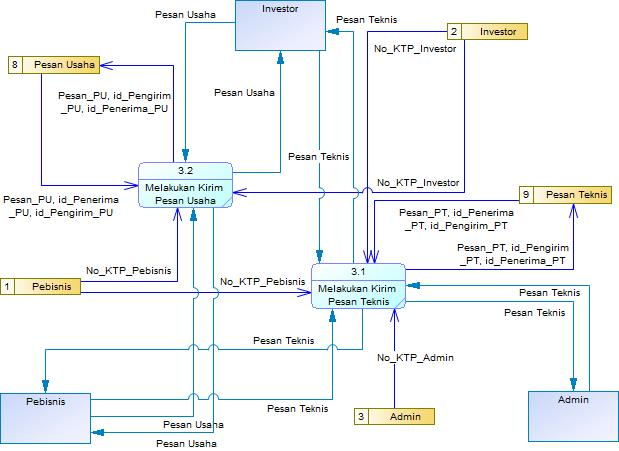 Investor
Pesan Usaha
Pesan Teknis
2 Investor
No_KTP_Investor
8 Pesan Usaha
Pesan_PU, id_Pengirim
_PU, id_Penerima_PU
Pesan Usaha
Pesan Teknis
3.2
Melakukan Kirim
Pesan Usaha
No_KTP_Investor
9 Pesan Teknis
Pesan_PU, id_Penerima
_PU, id_Pengirim_PU
Pesan_PT, id_Penerima
_PT, id_Pengirim_PT
Pesan_PT, id_Pengirim
_PT, id_Penerima_PT
No_KTP_Pebisnis
1 Pebisnis
No_KTP_Pebisnis
3.1
Melakukan Kirim
Pesan Teknis
Pesan Teknis
Pesan Teknis
Pesan Teknis
No_KTP_Admin
Pebisnis
Pesan Teknis
3 Admin
Admin
Pesan Usaha
Pesan Usaha